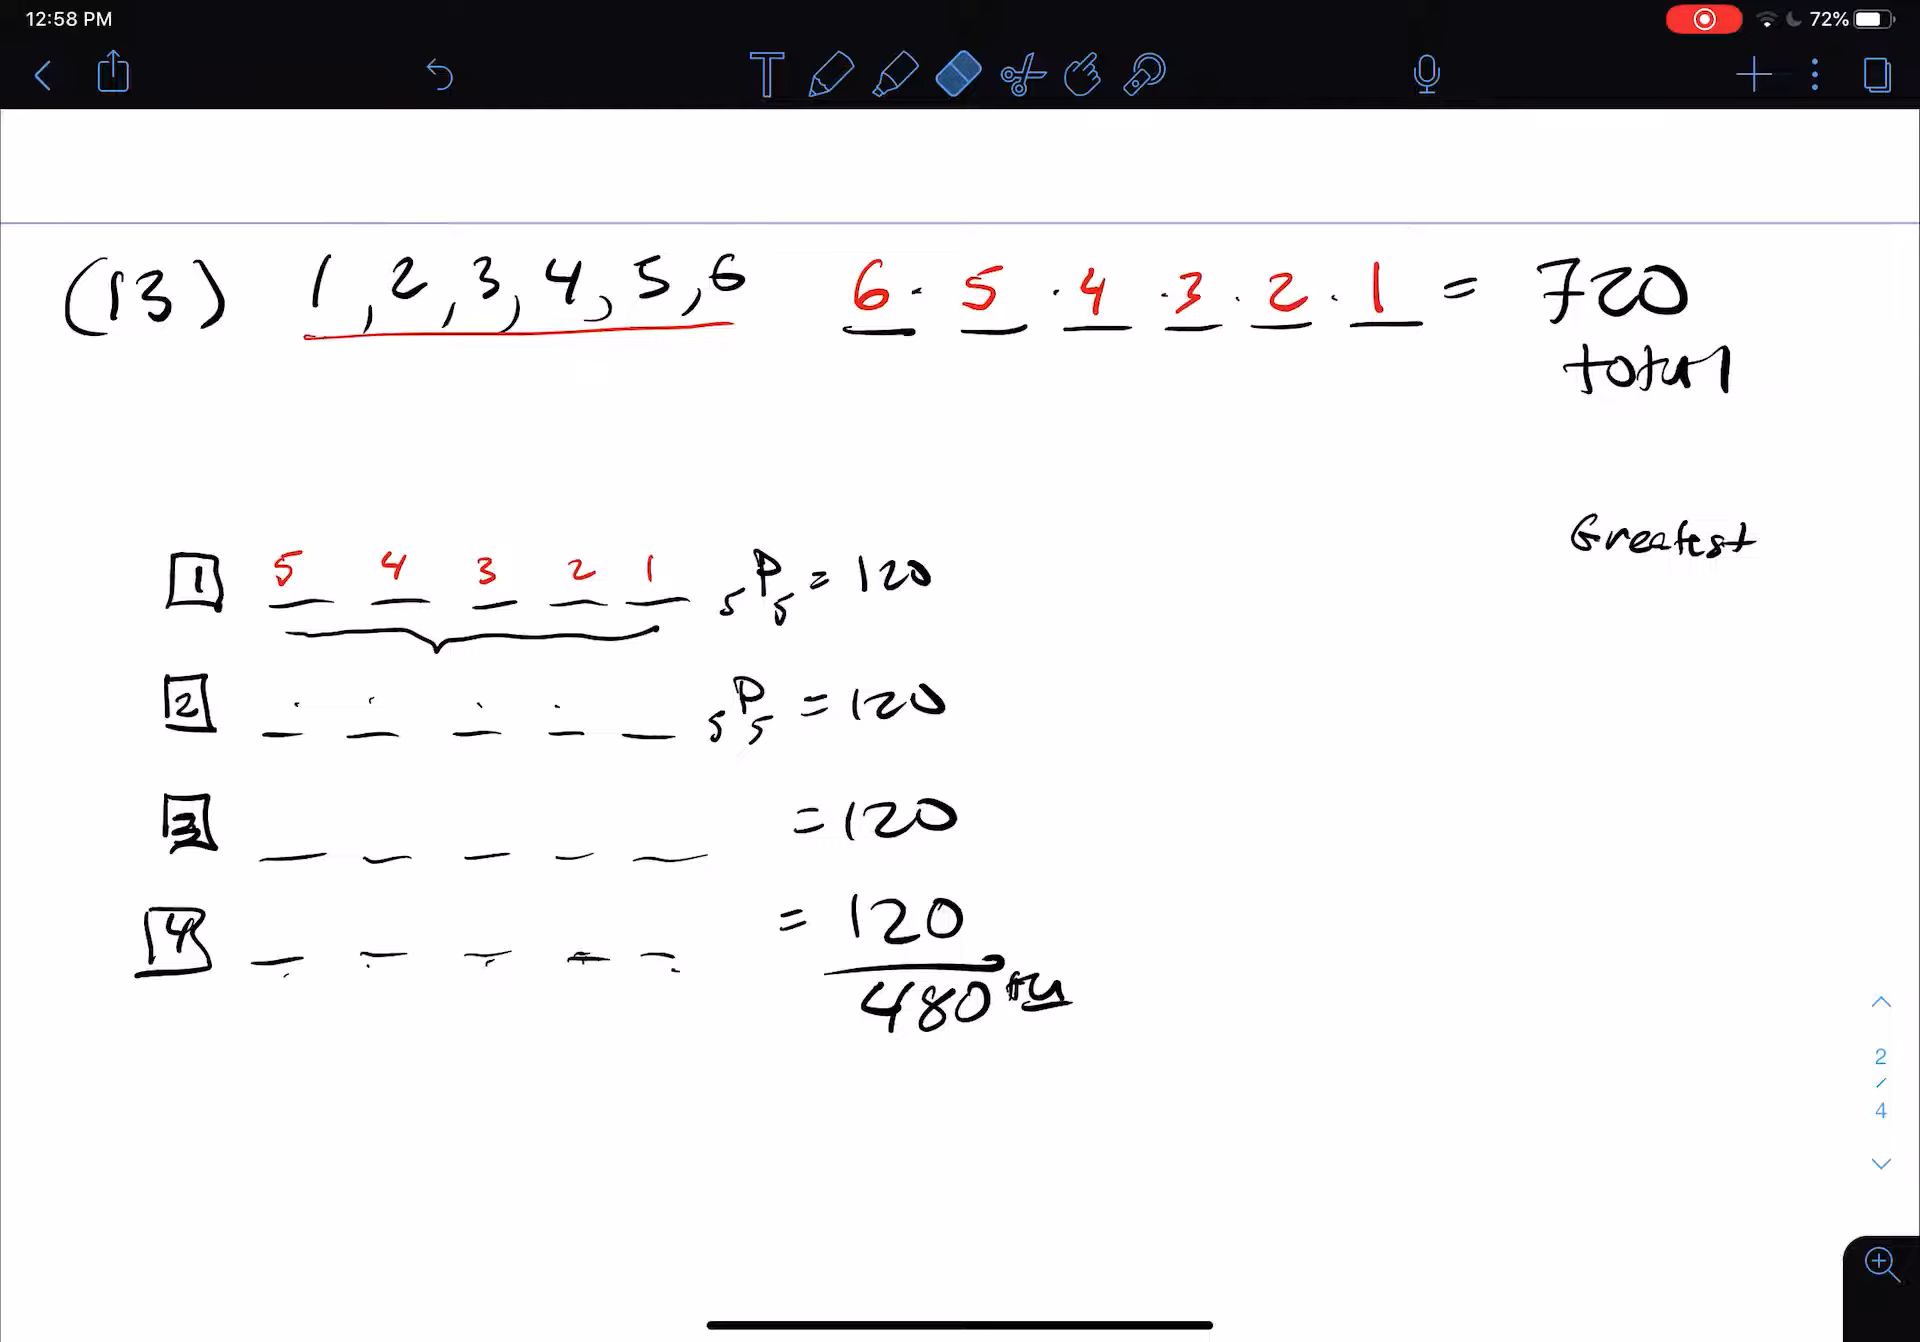 12:58 PM
72%
T
(13) 1, 2, 3, 4, 5, 6 6 · 5 · 4 · 3 · 2 · 1 = 720
total
Greatest
1 5 4 3 2 1 5P5 = 120
2 5P5 = 120
3 = 120
4 = 120
480th
2
/
4